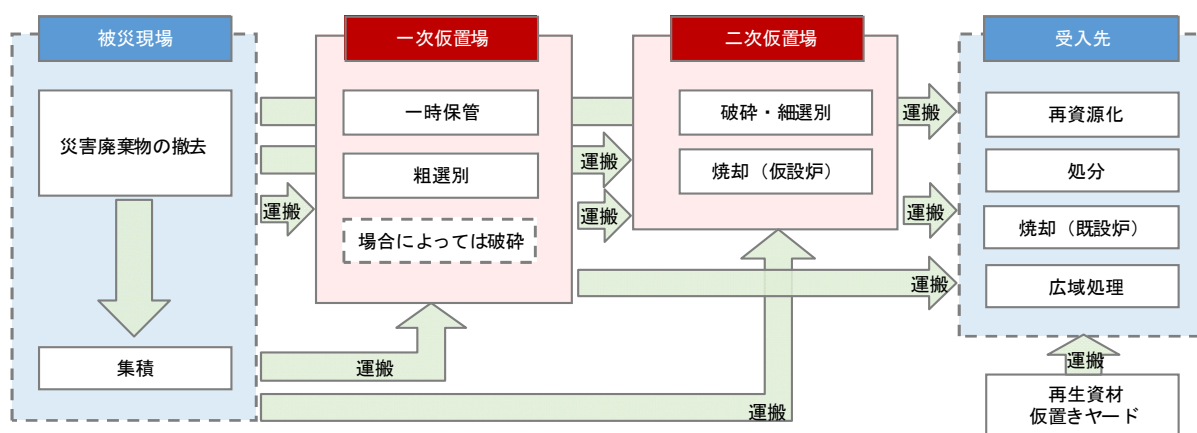 被災現場
災害廃棄物の撤去
集積
運搬
運搬
運搬
一次仮置場
一時保管
粗選別
場合によっては破砕
運搬
運搬
運搬
二次仮置場
破砕・細選別
焼却（仮設炉）
運搬
運搬
受入先
再資源化
処分
焼却（既設炉）
広域処理
運搬
再生資材
仮置きヤード